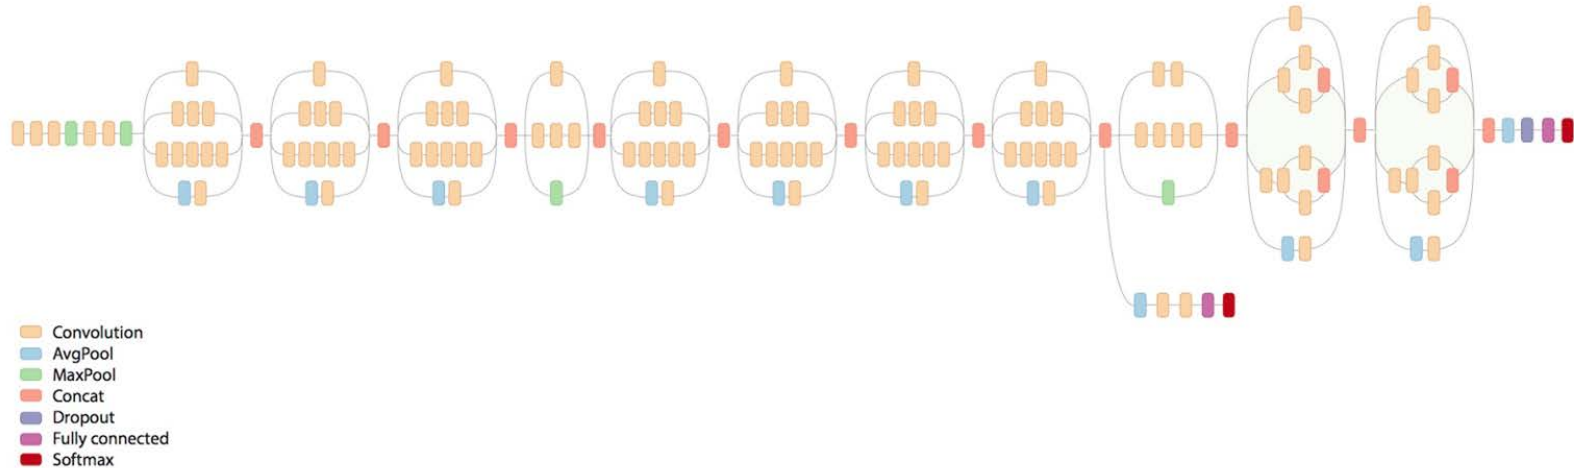 Convolution
AvgPool
MaxPool
Concat
Dropout
Fully connected
Softmax